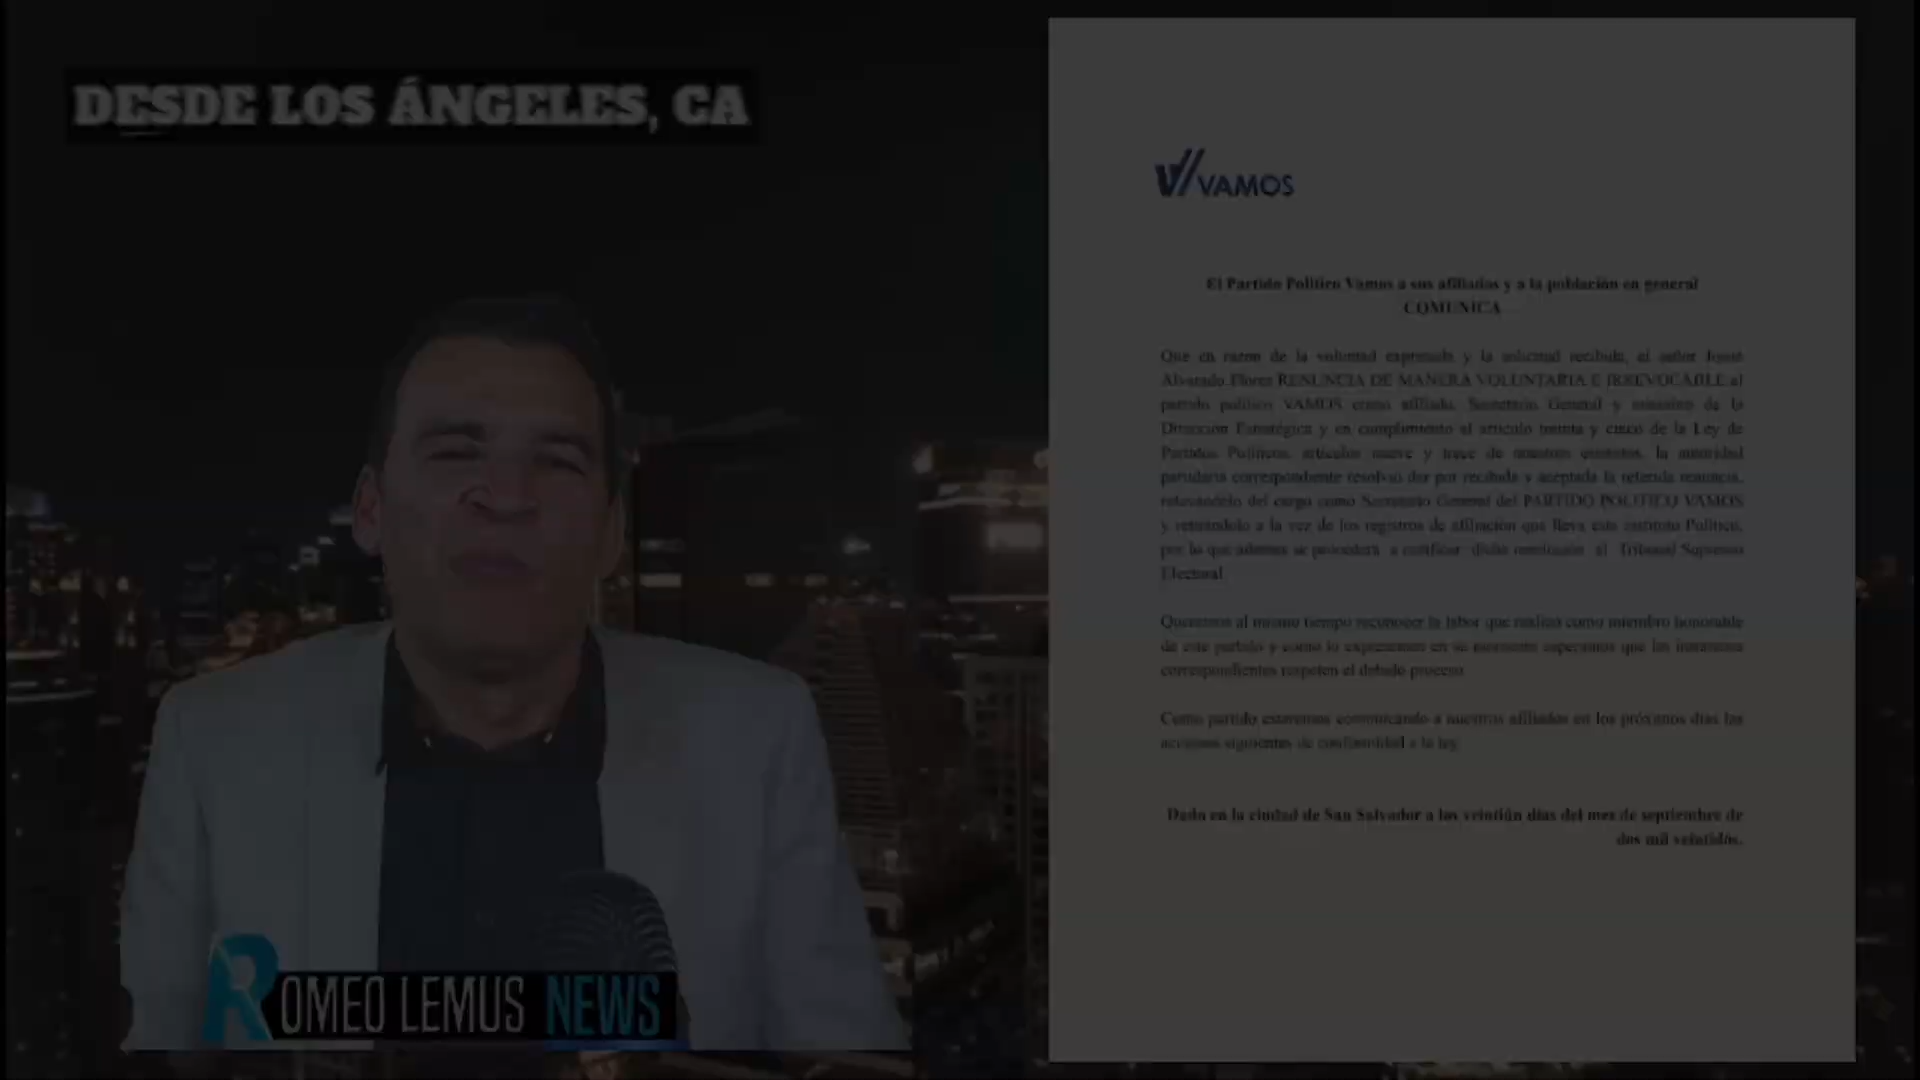 DESDE LOS ÁNGELES, CA
VAMOS
El Partido Político Vamos a sus afiliados y a la población en general
COMUNICA
Que en razón de la voluntad expresada y la solicitud recibida, el señor Josué
Alvarado Flores RENUNCIA DE MANERA VOLUNTARIA E IRREVOCABLE al
partido político VAMOS como afiliado, Secretario General y miembro de la
Dirección Estratégica y en cumplimiento al artículo treinta y cinco de la Ley de
Partidos Políticos, artículos nueve y trece de nuestros estatutos, la autoridad
partidaria correspondiente resolvió dar por recibida y aceptada la referida renuncia,
relevándolo del cargo como Secretario General del PARTIDO POLÍTICO VAMOS
y retirándolo a la vez de los registros de afiliación que lleva este instituto Político,
por lo que además se procederá a notificar dicha resolución al Tribunal Supremo
Electoral.
Queremos al mismo tiempo reconocer la labor que realizó como miembro honorable
de este partido y como lo expresamos en su momento esperamos que las instancias
correspondientes respeten el debido proceso.
Como partido estaremos comunicando a nuestros afiliados en los próximos días las
acciones siguientes de conformidad a la ley.
Dado en la ciudad de San Salvador a los veintiún días del mes de septiembre de
dos mil veintidós.
ROMEO LEMUS NEWS